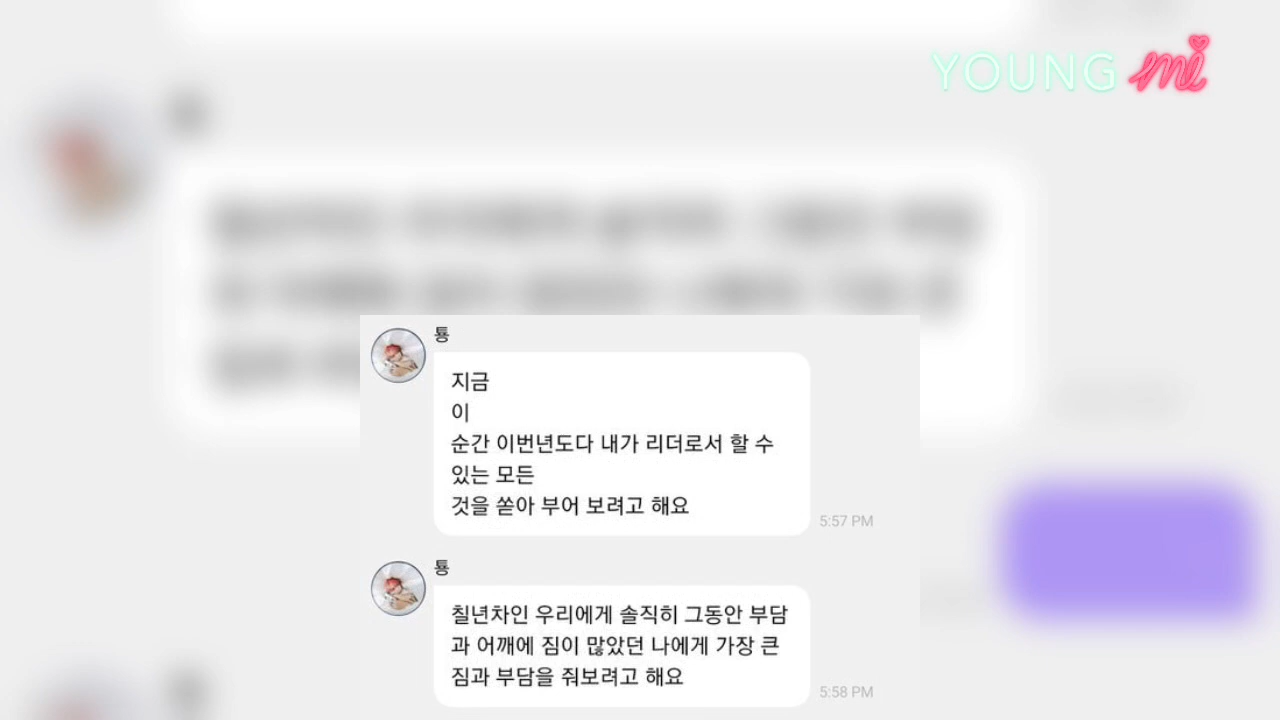 YOUNG mi
툥
지금
이
순간 이번년도다 내가 리더로서 할 수
있는 모든
것을 쏟아 부어 보려고 해요
5:57 PM
툥
칠년차인 우리에게 솔직히 그동안 부담
과 어깨에 짐이 많았던 나에게 가장 큰
짐과 부담을 줘보려고 해요
5:58 PM